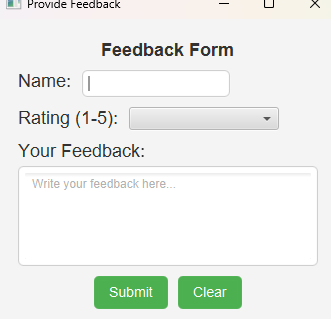 Provide Feedback
Feedback Form
Name:
Rating (1-5):
Your Feedback:
Write your feedback here...
Submit Clear